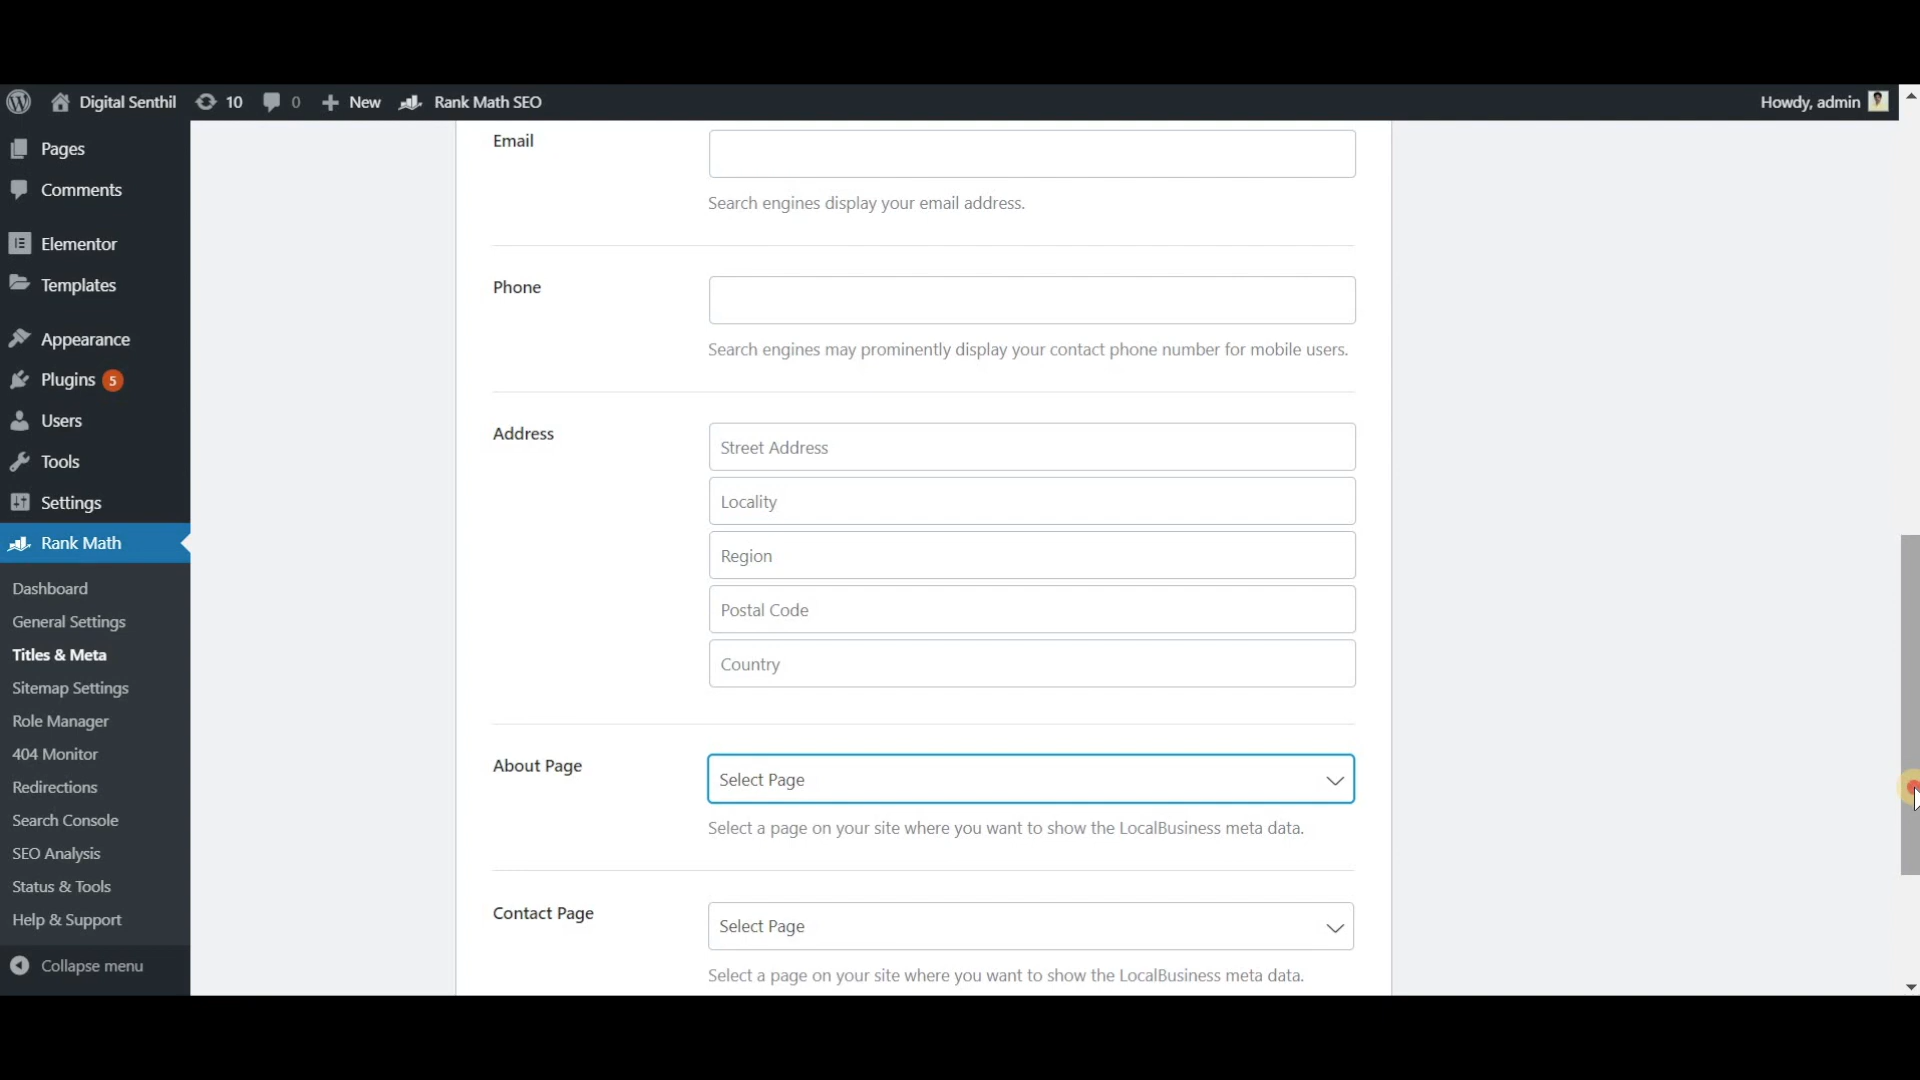 Digital Senthil 10 0 New Rank Math SEO Howdy, admin
Pages
Comments
Elementor
Templates
Appearance
Plugins 5
Users
Tools
Settings
Rank Math
Dashboard
General Settings
Titles & Meta
Sitemap Settings
Role Manager
404 Monitor
Redirections
Search Console
SEO Analysis
Status & Tools
Help & Support
Collapse menu
Email
Search engines display your email address.
Phone
Search engines may prominently display your contact phone number for mobile users.
Address
Street Address
Locality
Region
Postal Code
Country
About Page
Select Page
Select a page on your site where you want to show the LocalBusiness meta data.
Contact Page
Select Page
Select a page on your site where you want to show the LocalBusiness meta data.